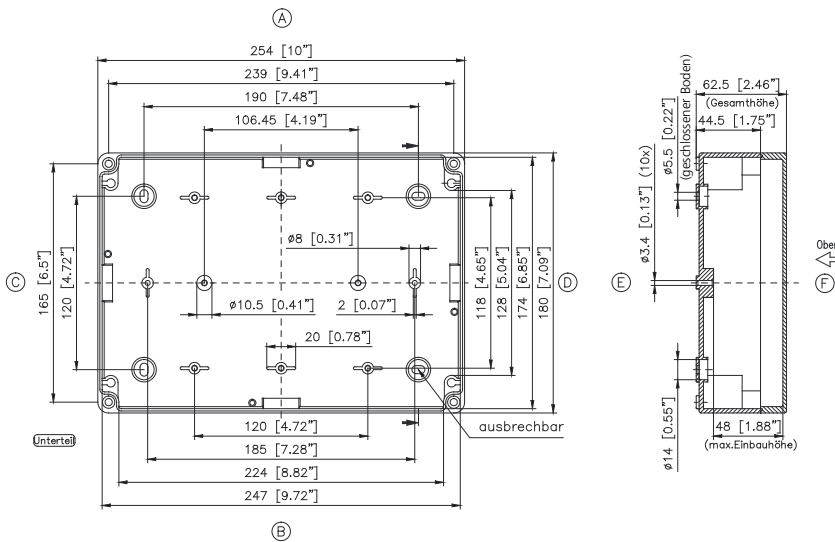 A
254 [10”]
239 [9.41”]
190 [7.48”]
106.45 [4.19”]
62.5 [2.46”]
(Gesamthöhe)
44.5 [1.75”]
ø5.5 [0.22”]
(geschlossener Boden)
ø3.4 [0.13”] (10x)
165 [6.5”]
120 [4.72”]
ø8 [0.31”]
118 [4.65”]
128 [5.04”]
174 [6.85”]
180 [7.09”]
C
D
E
F
ø10.5 [0.41”]
2 [0.07”]
20 [0.78”]
ausbrechbar
Unterteil
120 [4.72”]
185 [7.28”]
224 [8.82”]
247 [9.72”]
B
48 [1.88”]
(max.Einbauhöhe)
ø14 [0.55”]